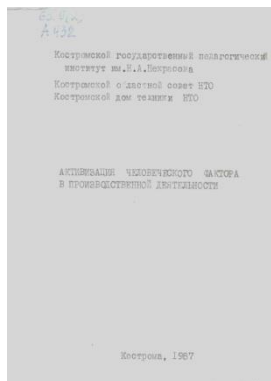 А432
Костромской государственный педагогический
институт им.Н.А.Некрасова
Костромской областной совет НТО
Костромской дом техники НТО
АКТИВИЗАЦИЯ ЧЕЛОВЕЧЕСКОГО ФАКТОРА
В ПРОИЗВОДСТВЕННОЙ ДЕЯТЕЛЬНОСТИ
Кострома, 1987